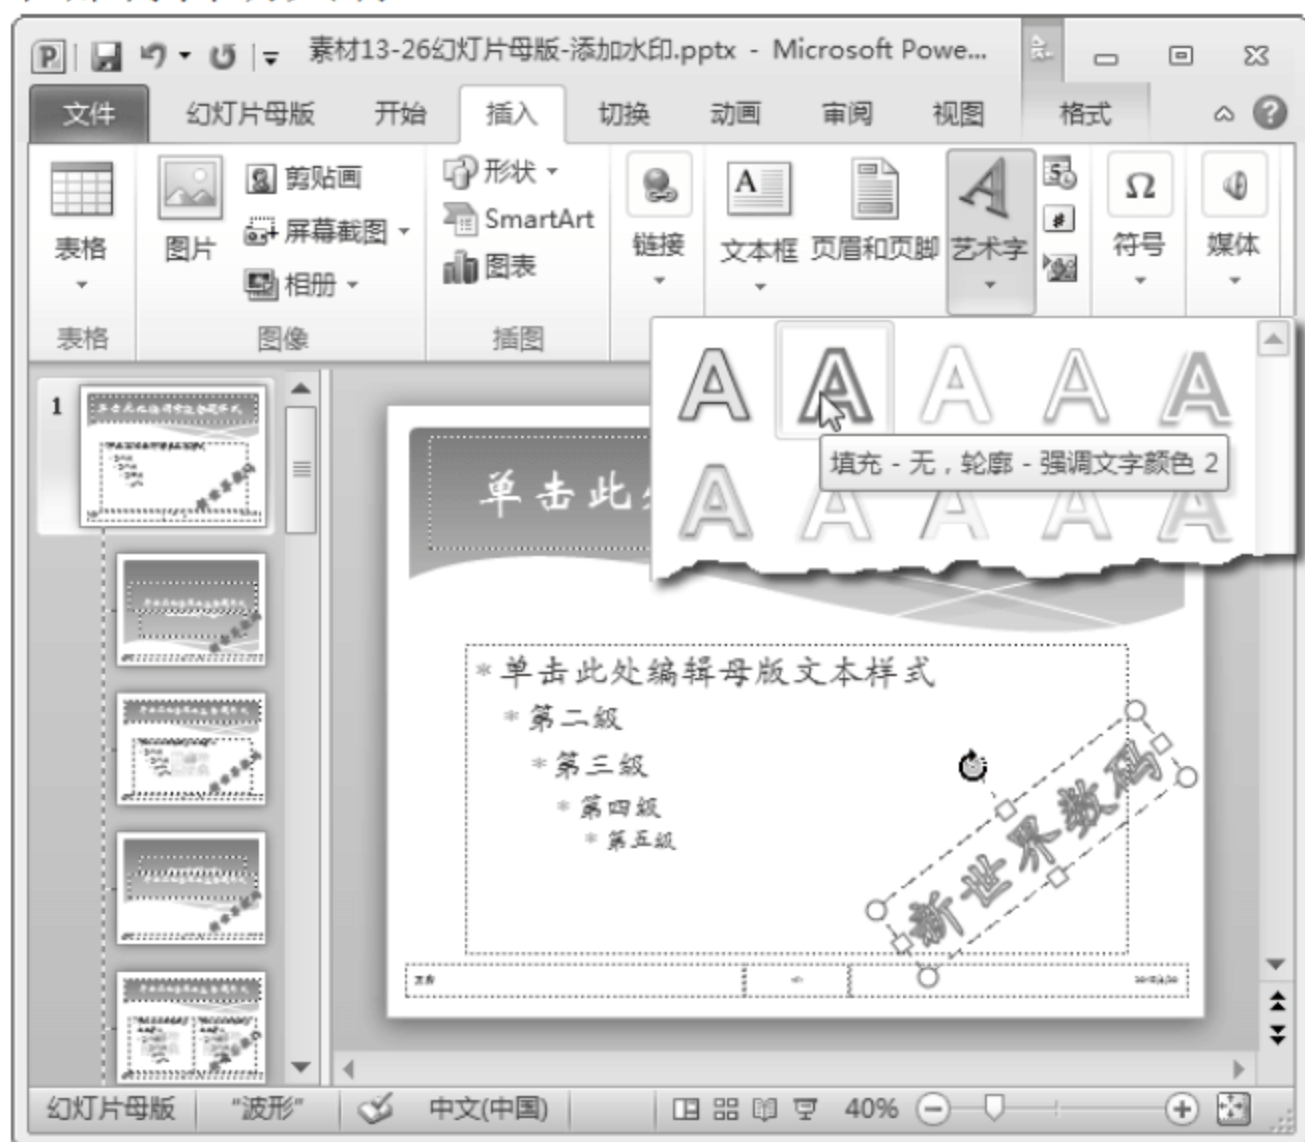 素材13-26幻灯片母版-添加水印.pptx - Microsoft Powe...
文件 幻灯片母版 开始 插入 切换 动画 审阅 视图 格式
表格 图片 剪贴画 屏幕截图 相册 形状 SmartArt 图表 链接 文本框 页眉和页脚 艺术字 符号 媒体
表格 图像 插图
填充 - 无，轮廓 - 强调文字颜色 2
1
单击此处
* 单击此处编辑母版文本样式
* 第二级
* 第三级
* 第四级
* 第五级
新世界数码
幻灯片母版 "波形" 中文(中国) 40%